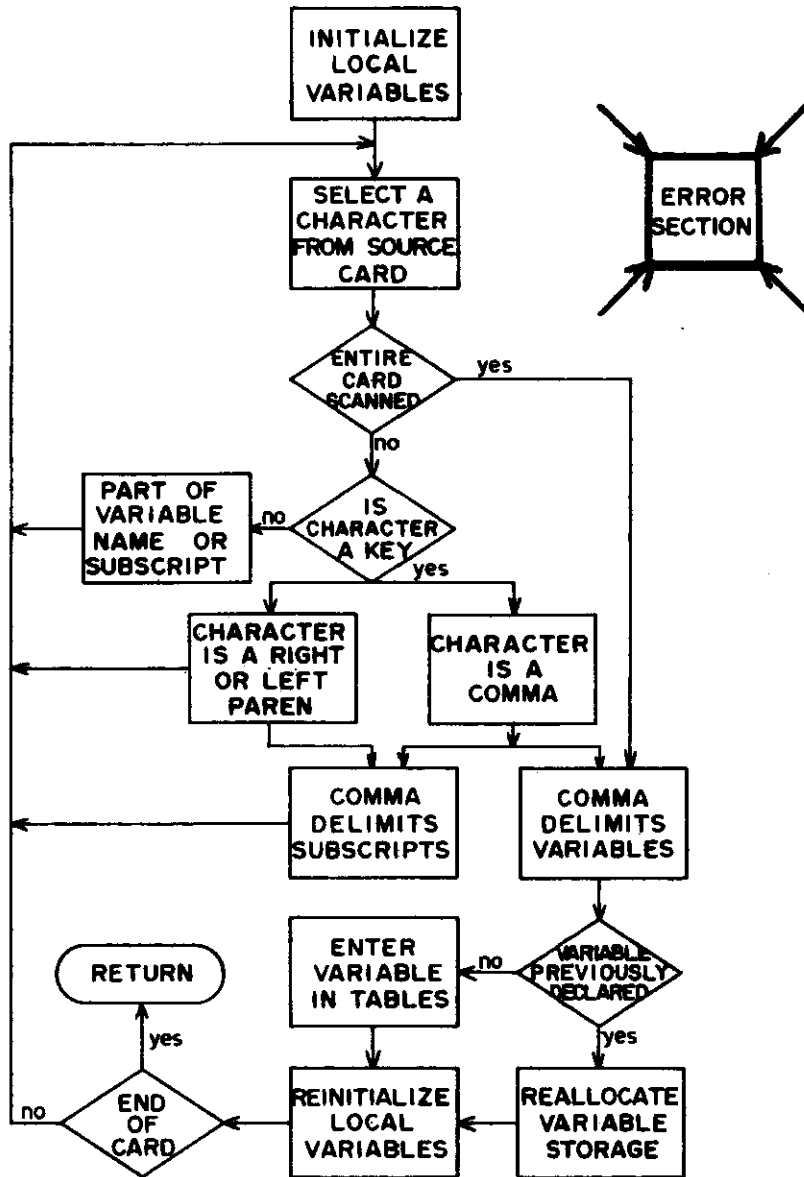 INITIALIZE
LOCAL
VARIABLES
SELECT A
CHARACTER
FROM SOURCE
CARD
ERROR
SECTION
ENTIRE
CARD
SCANNED
yes
no
PART OF
VARIABLE
NAME OR
SUBSCRIPT
no
IS
CHARACTER
A KEY
yes
CHARACTER
IS A RIGHT
OR LEFT
PAREN
CHARACTER
IS A
COMMA
COMMA
DELIMITS
SUBSCRIPTS
COMMA
DELIMITS
VARIABLES
RETURN
ENTER
VARIABLE
IN TABLES
no
VARIABLE
PREVIOUSLY
DECLARED
yes
yes
no
END
OF
CARD
REINITIALIZE
LOCAL
VARIABLES
REALLOCATE
VARIABLE
STORAGE